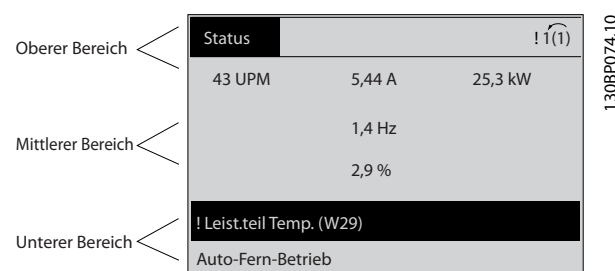 Status ! 1(1)
Oberer Bereich
43 UPM 5,44 A 25,3 kW
1,4 Hz
Mittlerer Bereich
2,9 %
! Leist.teil Temp. (W29)
Unterer Bereich
Auto-Fern-Betrieb
130BP074.10